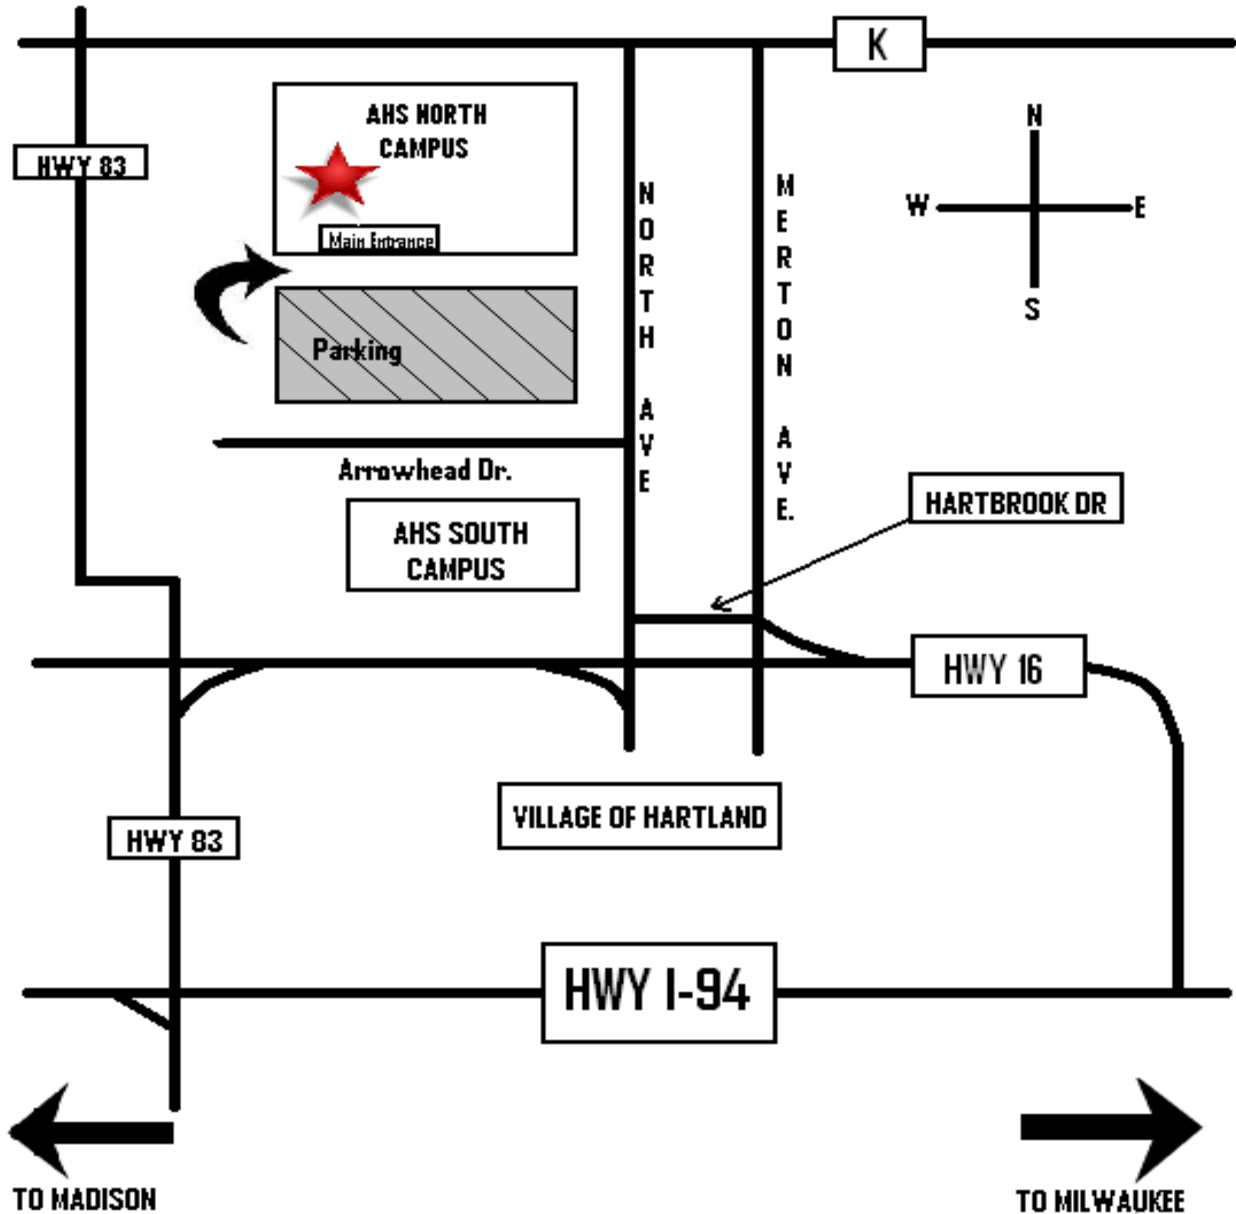 K
AHS NORTH
CAMPUS
N
HWY 83
W
E
NORTH AVE
MERTON AVE.
Main Entrance
S
Parking
Arrowhead Dr.
HARTBROOK DR
AHS SOUTH
CAMPUS
HWY 16
VILLAGE OF HARTLAND
HWY 83
HWY I-94
TO MADISON
TO MILWAUKEE